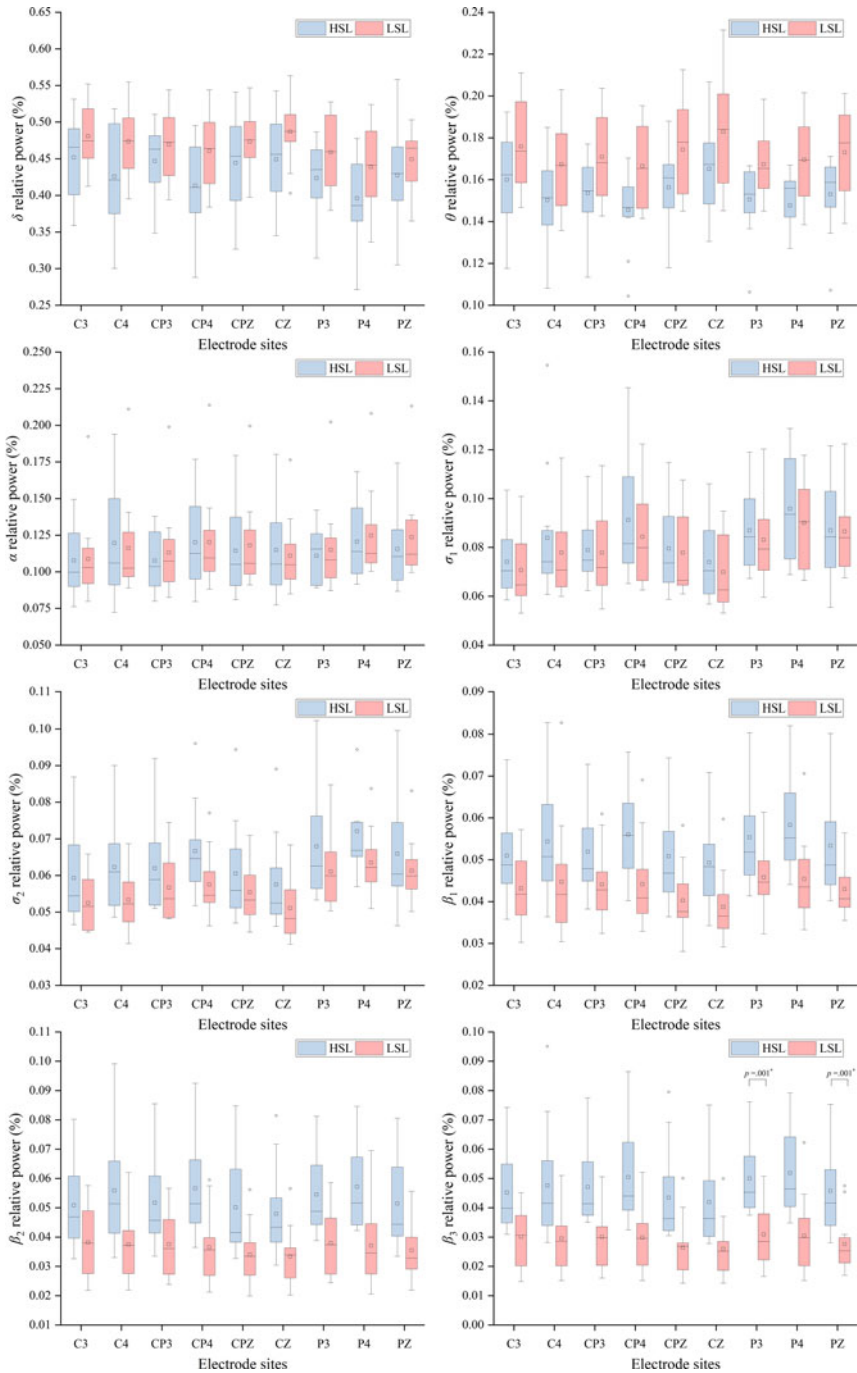 0.65
0.60
0.55
0.50
0.45
0.40
0.35
0.30
0.25
δ relative power (%)
HSL LSL
C3 C4 CP3 CP4 CPZ CZ P3 P4 PZ
Electrode sites
0.24
0.22
0.20
0.18
0.16
0.14
0.12
0.10
θ relative power (%)
HSL LSL
C3 C4 CP3 CP4 CPZ CZ P3 P4 PZ
Electrode sites
0.250
0.225
0.200
0.175
0.150
0.125
0.100
0.075
0.050
α relative power (%)
HSL LSL
C3 C4 CP3 CP4 CPZ CZ P3 P4 PZ
Electrode sites
0.16
0.14
0.12
0.10
0.08
0.06
0.04
σ1 relative power (%)
HSL LSL
C3 C4 CP3 CP4 CPZ CZ P3 P4 PZ
Electrode sites
0.11
0.10
0.09
0.08
0.07
0.06
0.05
0.04
0.03
σ2 relative power (%)
HSL LSL
C3 C4 CP3 CP4 CPZ CZ P3 P4 PZ
Electrode sites
0.09
0.08
0.07
0.06
0.05
0.04
0.03
0.02
β1 relative power (%)
HSL LSL
C3 C4 CP3 CP4 CPZ CZ P3 P4 PZ
Electrode sites
0.11
0.10
0.09
0.08
0.07
0.06
0.05
0.04
0.03
0.02
0.01
β2 relative power (%)
HSL LSL
C3 C4 CP3 CP4 CPZ CZ P3 P4 PZ
Electrode sites
0.10
0.09
0.08
0.07
0.06
0.05
0.04
0.03
0.02
0.01
0.00
β3 relative power (%)
HSL LSL
p =.001* p =.001*
C3 C4 CP3 CP4 CPZ CZ P3 P4 PZ
Electrode sites